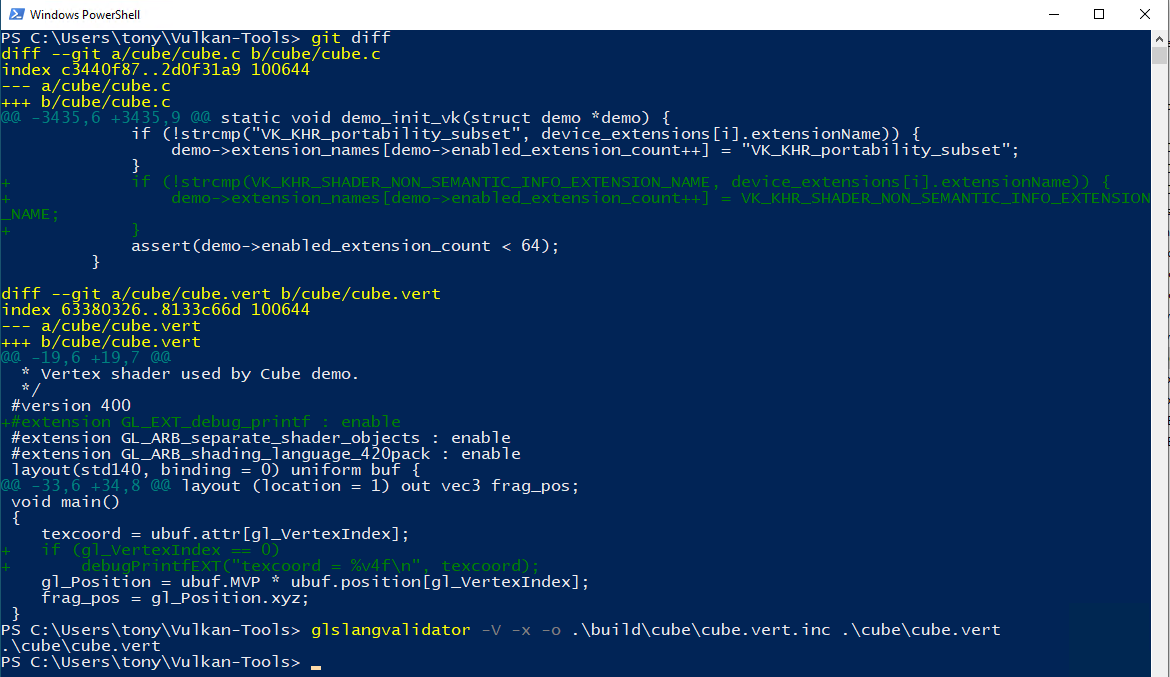 Windows PowerShell
PS C:\Users\tony\Vulkan-Tools> git diff
diff --git a/cube/cube.c b/cube/cube.c
index c3440f87..2d0f31a9 100644
--- a/cube/cube.c
+++ b/cube/cube.c
@@ -3435,6 +3435,9 @@ static void demo_init_vk(struct demo *demo) {
             if (!strcmp("VK_KHR_portability_subset", device_extensions[i].extensionName)) {
                 demo->extension_names[demo->enabled_extension_count++] = "VK_KHR_portability_subset";
             }
+            if (!strcmp(VK_KHR_SHADER_NON_SEMANTIC_INFO_EXTENSION_NAME, device_extensions[i].extensionName)) {
+                demo->extension_names[demo->enabled_extension_count++] = VK_KHR_SHADER_NON_SEMANTIC_INFO_EXTENSION
_NAME;
+            }
             assert(demo->enabled_extension_count < 64);
         }
diff --git a/cube/cube.vert b/cube/cube.vert
index 63380326..8133c66d 100644
--- a/cube/cube.vert
+++ b/cube/cube.vert
@@ -19,6 +19,7 @@
  * Vertex shader used by Cube demo.
  */
 #version 400
+#extension GL_EXT_debug_printf : enable
 #extension GL_ARB_separate_shader_objects : enable
 #extension GL_ARB_shading_language_420pack : enable
 layout(std140, binding = 0) uniform buf {
@@ -33,6 +34,8 @@ layout (location = 1) out vec3 frag_pos;
 void main()
 {
    texcoord = ubuf.attr[gl_VertexIndex];
+   if (gl_VertexIndex == 0)
+       debugPrintfEXT("texcoord = %v4f\n", texcoord);
    gl_Position = ubuf.MVP * ubuf.position[gl_VertexIndex];
    frag_pos = gl_Position.xyz;
 }
PS C:\Users\tony\Vulkan-Tools> glslangvalidator -V -x -o .\build\cube\cube.vert.inc .\cube\cube.vert
.\cube\cube.vert
PS C:\Users\tony\Vulkan-Tools>